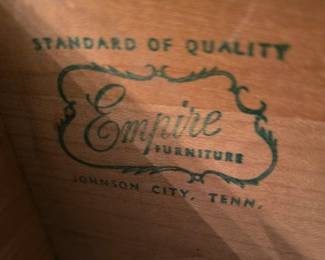 STANDARD OF QUALITY
Empire
FURNITURE
JOHNSON CITY, TENN.